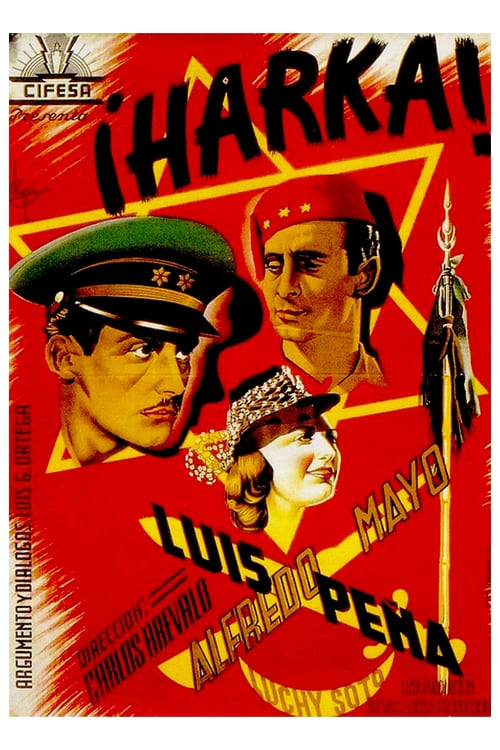 CIFESA
Presenta
¡HARKA!
ARGUMENTO Y DIALOGOS LUIS G. ORTEGA
DIRECCION:
CARLOS AREVALO
LUIS PEÑA
ALFREDO MAYO
LUCHY SOTO